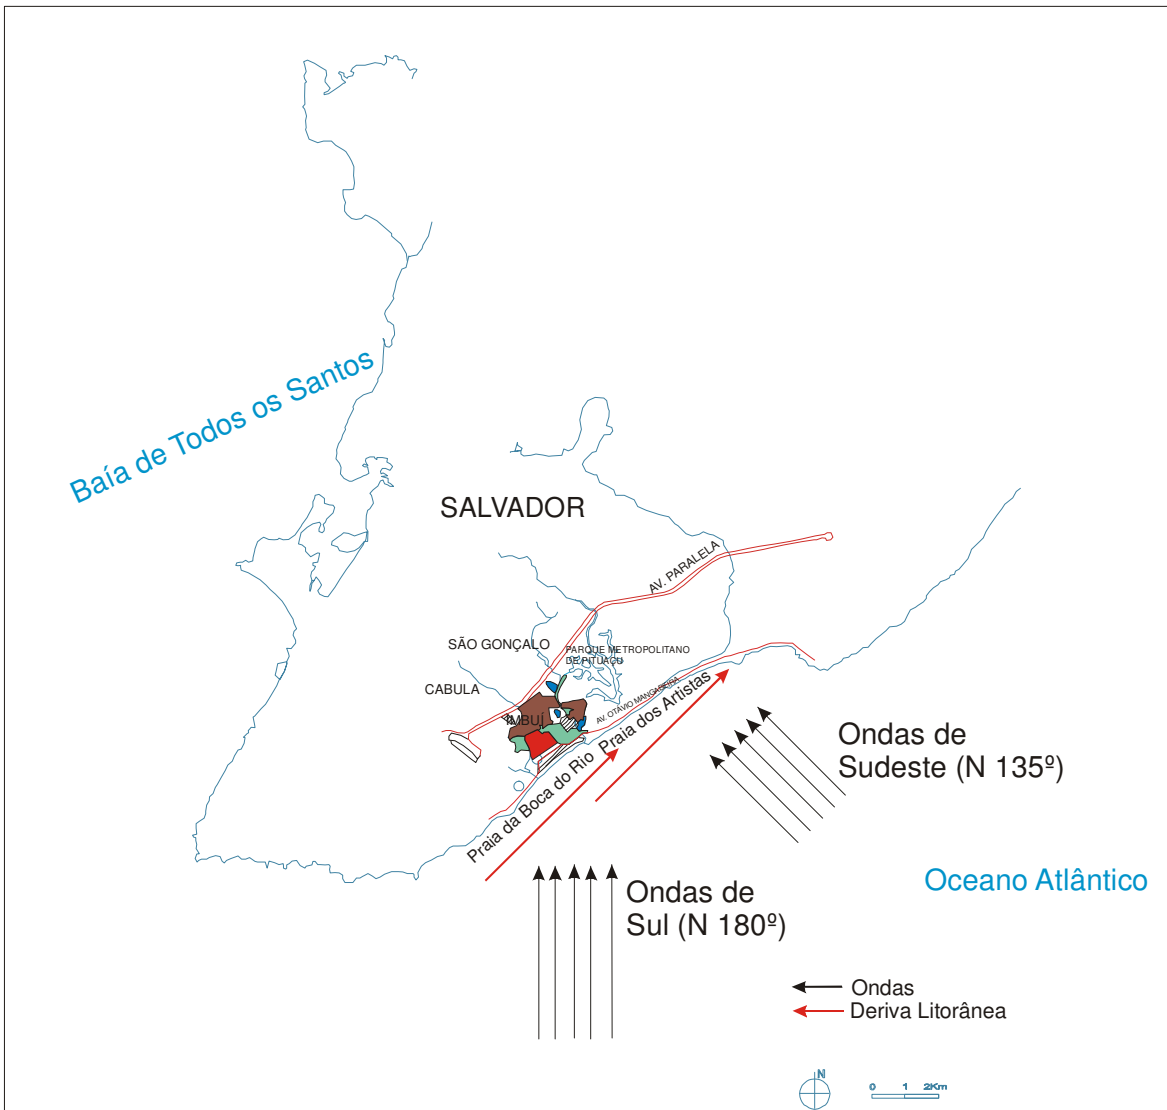 Baía de Todos os Santos
SALVADOR
AV. PARALELA
SÃO GONÇALO
PARQUE METROPOLITANO
DE PITUAÇU
CABULA
IMBUÍ
AV. OTÁVIO MANGABEIRA
Praia dos Artistas
Praia da Boca do Rio
Ondas de
Sudeste (N 135º)
Oceano Atlântico
Ondas de
Sul (N 180º)
Ondas
Deriva Litorânea
N
0 1 2Km